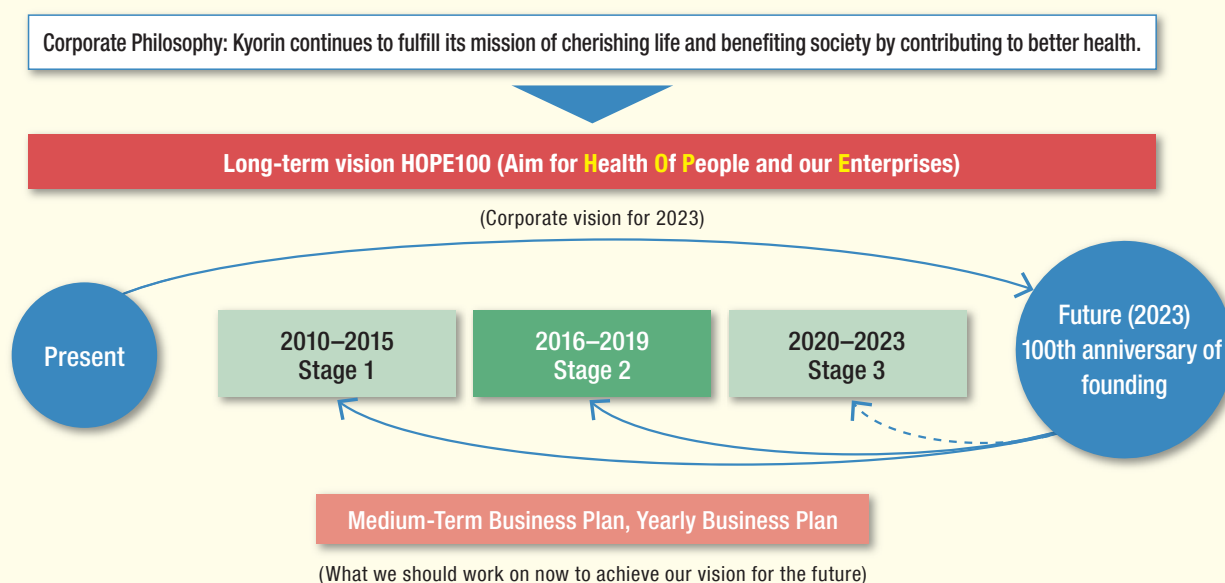 Corporate Philosophy: Kyorin continues to fulfill its mission of cherishing life and benefiting society by contributing to better health.
Long-term vision HOPE100 (Aim for Health Of People and our Enterprises)
(Corporate vision for 2023)
Present
2010–2015
Stage 1
2016–2019
Stage 2
2020–2023
Stage 3
Future (2023)
100th anniversary of
founding
Medium-Term Business Plan, Yearly Business Plan
(What we should work on now to achieve our vision for the future)